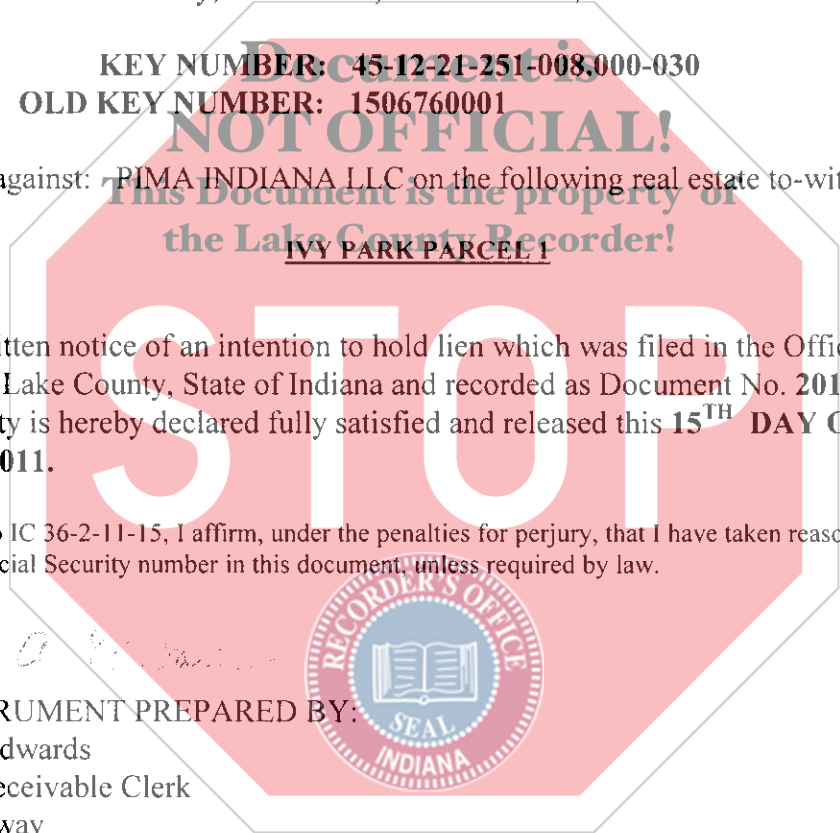 KEY NUMBER: 45-12-21-251-008.000-030
OLD KEY NUMBER: 1506760001
Document is
NOT OFFICIAL!
This Document is the property of
the Lake County Recorder!
against: PIMA INDIANA LLC on the following real estate to-wit
IVY PARK PARCEL 1
STOP
itten notice of an intention to hold lien which was filed in the Offi
Lake County, State of Indiana and recorded as Document No. 201
ty is hereby declared fully satisfied and released this 15TH DAY O
011.
IC 36-2-11-15, I affirm, under the penalties for perjury, that I have taken reaso
cial Security number in this document, unless required by law.
RECORDER'S OFFICE
SEAL
INDIANA
RUMENT PREPARED BY:
dwards
eceivable Clerk
way